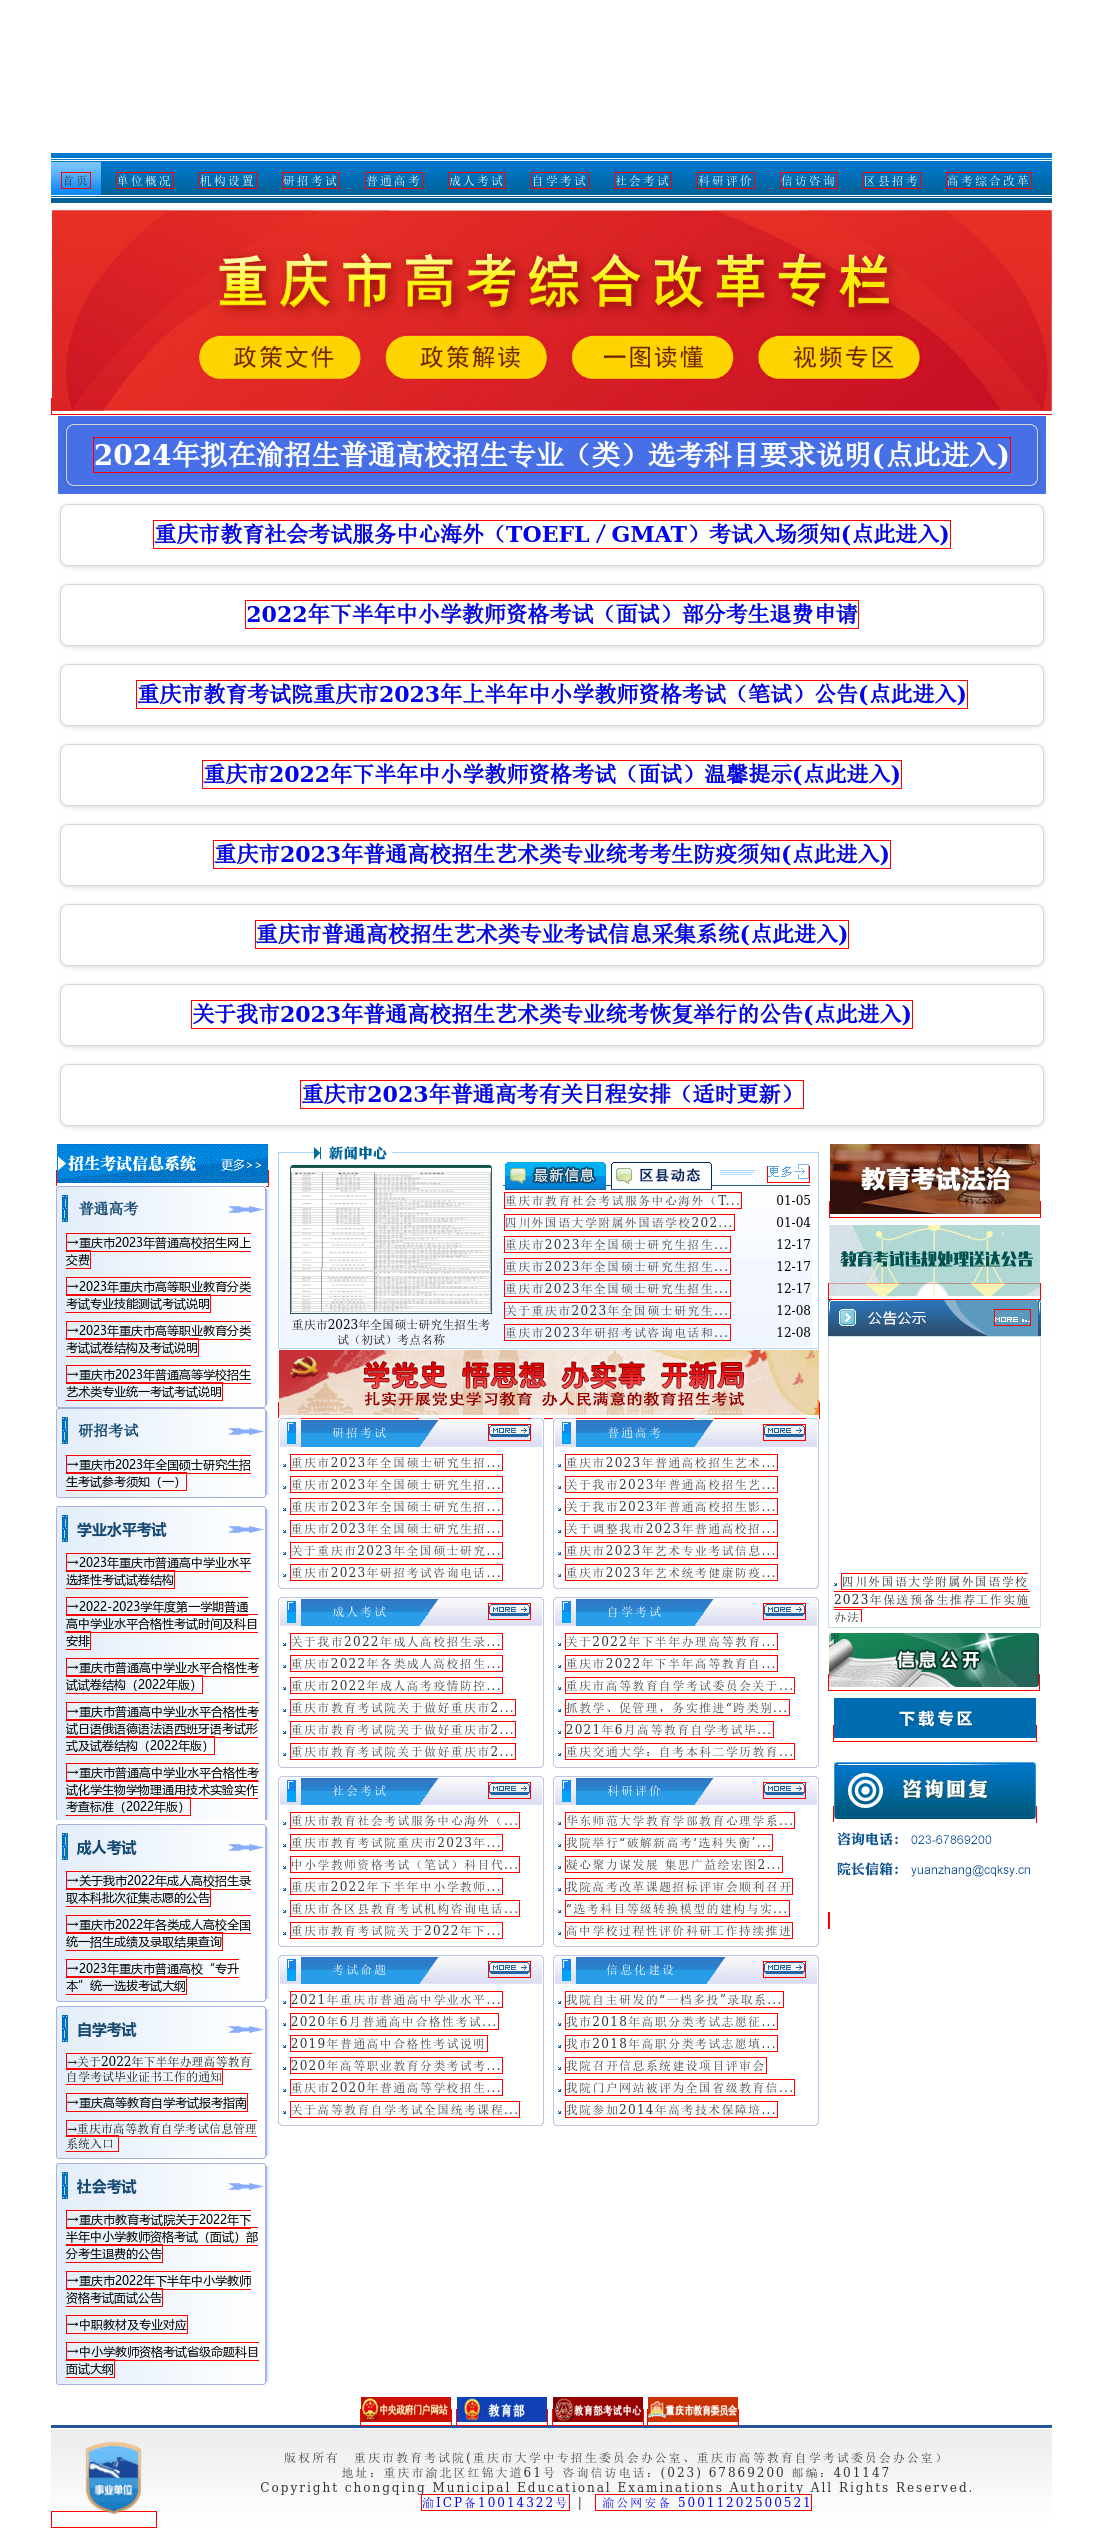 首页 单位概况 机构设置 研招考试 普通高考 成人考试 自学考试 社会考试 科研评价 信访咨询 区县招考 高考综合改革
重庆市高考综合改革专栏
政策文件 政策解读 一图读懂 视频专区
2024年拟在渝招生普通高校招生专业（类）选考科目要求说明(点此进入)
重庆市教育社会考试服务中心海外（TOEFL / GMAT）考试入场须知(点此进入)
2022年下半年中小学教师资格考试（面试）部分考生退费申请
重庆市教育考试院重庆市2023年上半年中小学教师资格考试（笔试）公告(点此进入)
重庆市2022年下半年中小学教师资格考试（面试）温馨提示(点此进入)
重庆市2023年普通高校招生艺术类专业统考考生防疫须知(点此进入)
重庆市普通高校招生艺术类专业考试信息采集系统(点此进入)
关于我市2023年普通高校招生艺术类专业统考恢复举行的公告(点此进入)
重庆市2023年普通高考有关日程安排（适时更新）
招生考试信息系统 更多>>
普通高考
→重庆市2023年普通高校招生网上
交费
→2023年重庆市高等职业教育分类
考试专业技能测试考试说明
→2023年重庆市高等职业教育分类
考试试卷结构及考试说明
→重庆市2023年普通高等学校招生
艺术类专业统一考试考试说明
研招考试
→重庆市2023年全国硕士研究生招
生考试参考须知（一）
学业水平考试
→2023年重庆市普通高中学业水平
选择性考试试卷结构
→2022-2023学年度第一学期普通
高中学业水平合格性考试时间及科目
安排
→重庆市普通高中学业水平合格性考
试试卷结构（2022年版）
→重庆市普通高中学业水平合格性考
试日语俄语德语法语西班牙语考试形
式及试卷结构（2022年版）
→重庆市普通高中学业水平合格性考
试化学生物学物理通用技术实验实作
考查标准（2022年版）
成人考试
→关于我市2022年成人高校招生录
取本科批次征集志愿的公告
→重庆市2022年各类成人高校全国
统一招生成绩及录取结果查询
→2023年重庆市普通高校“专升
本”统一选拔考试大纲
自学考试
→关于2022年下半年办理高等教育
自学考试毕业证书工作的通知
→重庆高等教育自学考试报考指南
→重庆市高等教育自学考试信息管理
系统入口
社会考试
→重庆市教育考试院关于2022年下
半年中小学教师资格考试（面试）部
分考生退费的公告
→重庆市2022年下半年中小学教师
资格考试面试公告
→中职教材及专业对应
→中小学教师资格考试省级命题科目
面试大纲
新闻中心
重庆市2023年全国硕士研究生招生考
试（初试）考点名称
最新信息 区县动态 更多
重庆市教育社会考试服务中心海外（T... 01-05
四川外国语大学附属外国语学校202... 01-04
重庆市2023年全国硕士研究生招生... 12-17
重庆市2023年全国硕士研究生招生... 12-17
重庆市2023年全国硕士研究生招生... 12-17
关于重庆市2023年全国硕士研究生... 12-08
重庆市2023年研招考试咨询电话和... 12-08
学党史 悟思想 办实事 开新局
扎实开展党史学习教育 办人民满意的教育招生考试
研招考试 MORE
重庆市2023年全国硕士研究生招...
重庆市2023年全国硕士研究生招...
重庆市2023年全国硕士研究生招...
重庆市2023年全国硕士研究生招...
关于重庆市2023年全国硕士研究...
重庆市2023年研招考试咨询电话...
普通高考 MORE
重庆市2023年普通高校招生艺术...
关于我市2023年普通高校招生艺...
关于我市2023年普通高校招生影...
关于调整我市2023年普通高校招...
重庆市2023年艺术专业考试信息...
重庆市2023年艺术统考健康防疫...
成人考试 MORE
关于我市2022年成人高校招生录...
重庆市2022年各类成人高校招生...
重庆市2022年成人高考疫情防控...
重庆市教育考试院关于做好重庆市2...
重庆市教育考试院关于做好重庆市2...
重庆市教育考试院关于做好重庆市2...
自学考试 MORE
关于2022年下半年办理高等教育...
重庆市2022年下半年高等教育自...
重庆市高等教育自学考试委员会关于...
抓教学、促管理，务实推进“跨类别...
2021年6月高等教育自学考试毕...
重庆交通大学：自考本科二学历教育...
社会考试 MORE
重庆市教育社会考试服务中心海外（...
重庆市教育考试院重庆市2023年...
中小学教师资格考试（笔试）科目代...
重庆市2022年下半年中小学教师...
重庆市各区县教育考试机构咨询电话...
重庆市教育考试院关于2022年下...
科研评价 MORE
华东师范大学教育学部教育心理学系...
我院举行“破解新高考‘选科失衡’...
凝心聚力谋发展 集思广益绘宏图2...
我院高考改革课题招标评审会顺利召开
“选考科目等级转换模型的建构与实...
高中学校过程性评价科研工作持续推进
考试命题 MORE
2021年重庆市普通高中学业水平...
2020年6月普通高中合格性考试...
2019年普通高中合格性考试说明
2020年高等职业教育分类考试考...
重庆市2020年普通高等学校招生...
关于高等教育自学考试全国统考课程...
信息化建设 MORE
我院自主研发的“一档多投”录取系...
我市2018年高职分类考试志愿征...
我市2018年高职分类考试志愿填...
我院召开信息系统建设项目评审会
我院门户网站被评为全国省级教育信...
我院参加2014年高考技术保障培...
教育考试法治
教育考试违规处理送达公告
公告公示 MORE
四川外国语大学附属外国语学校
2023年保送预备生推荐工作实施
办法
信息公开
下载专区
咨询回复
咨询电话： 023-67869200
院长信箱： yuanzhang@cqksy.cn
中央政府门户网站 教育部 教育部考试中心 重庆市教育委员会
事业单位
版权所有 重庆市教育考试院(重庆市大学中专招生委员会办公室、重庆市高等教育自学考试委员会办公室）
地址：重庆市渝北区红锦大道61号 咨询信访电话：(023) 67869200 邮编：401147
Copyright chongqing Municipal Educational Examinations Authority All Rights Reserved.
渝ICP备10014322号 | 渝公网安备 50011202500521